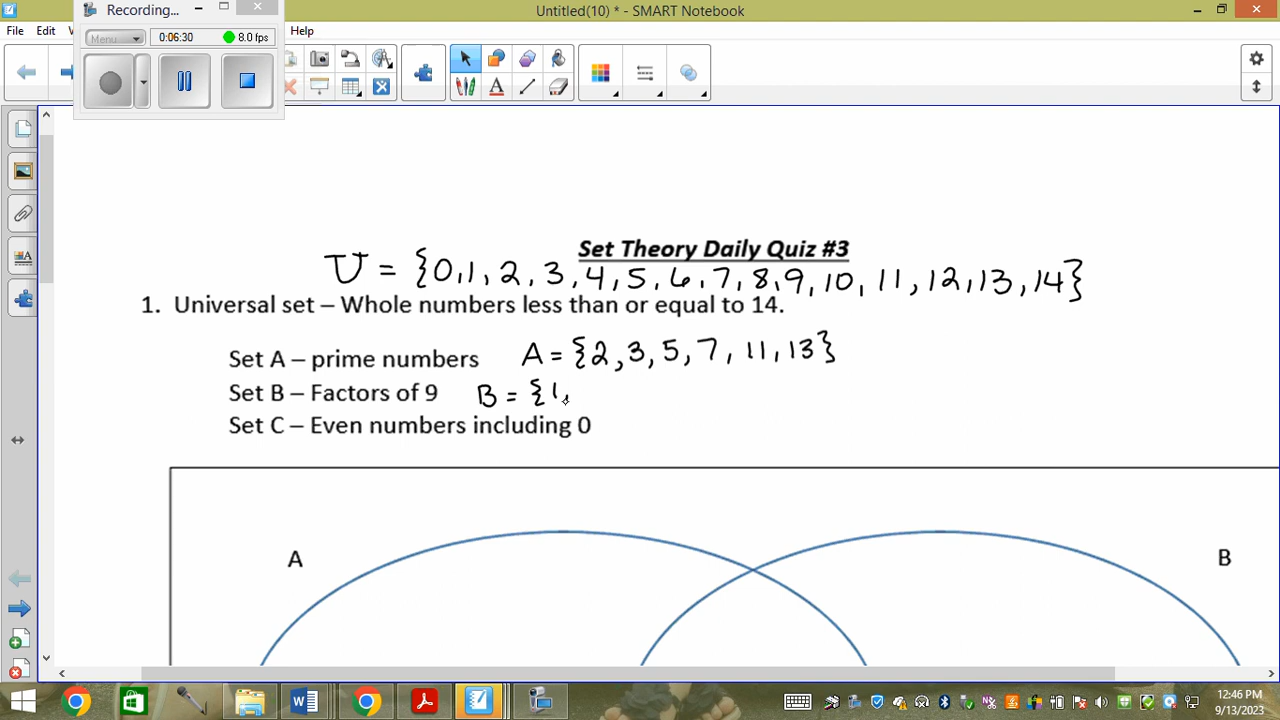 Recording...
Untitled(10) * - SMART Notebook
File
Ed
Help
Menu
0:06:30
8.0 fps
Set Theory Daily Quiz #3
U = {0,1, 2, 3, 4, 5, 6, 7, 8, 9, 10, 11, 12, 13, 14}
1. Universal set – Whole numbers less than or equal to 14.
Set A – prime numbers A = {2, 3, 5, 7, 11, 13}
Set B – Factors of 9 B = {1,
Set C – Even numbers including 0
A
B
12:46 PM
9/13/2023